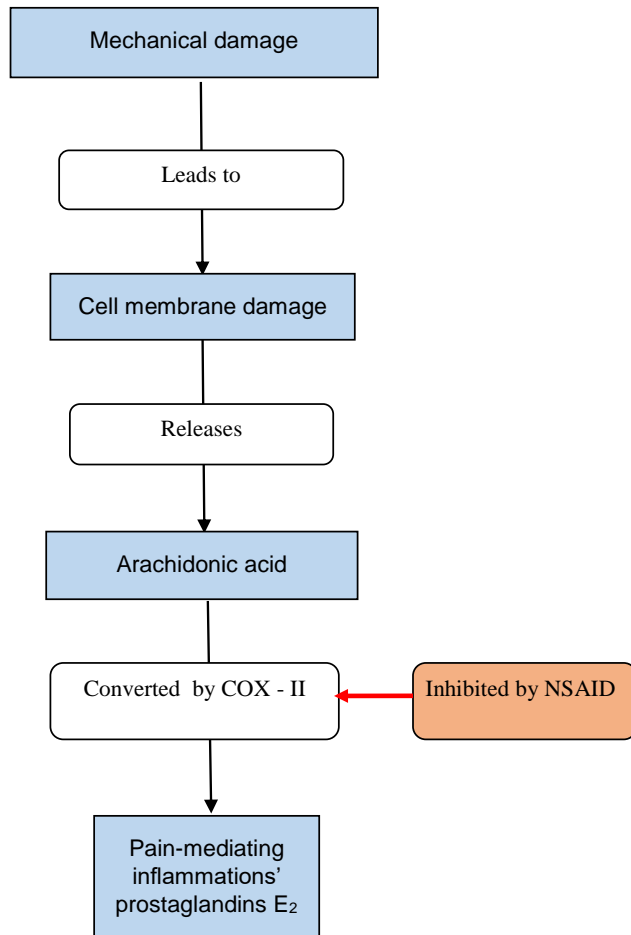 Mechanical damage
Leads to
Cell membrane damage
Releases
Arachidonic acid
Converted  by COX - II
Inhibited by NSAID
Pain-mediating
inflammations’
prostaglandins E₂